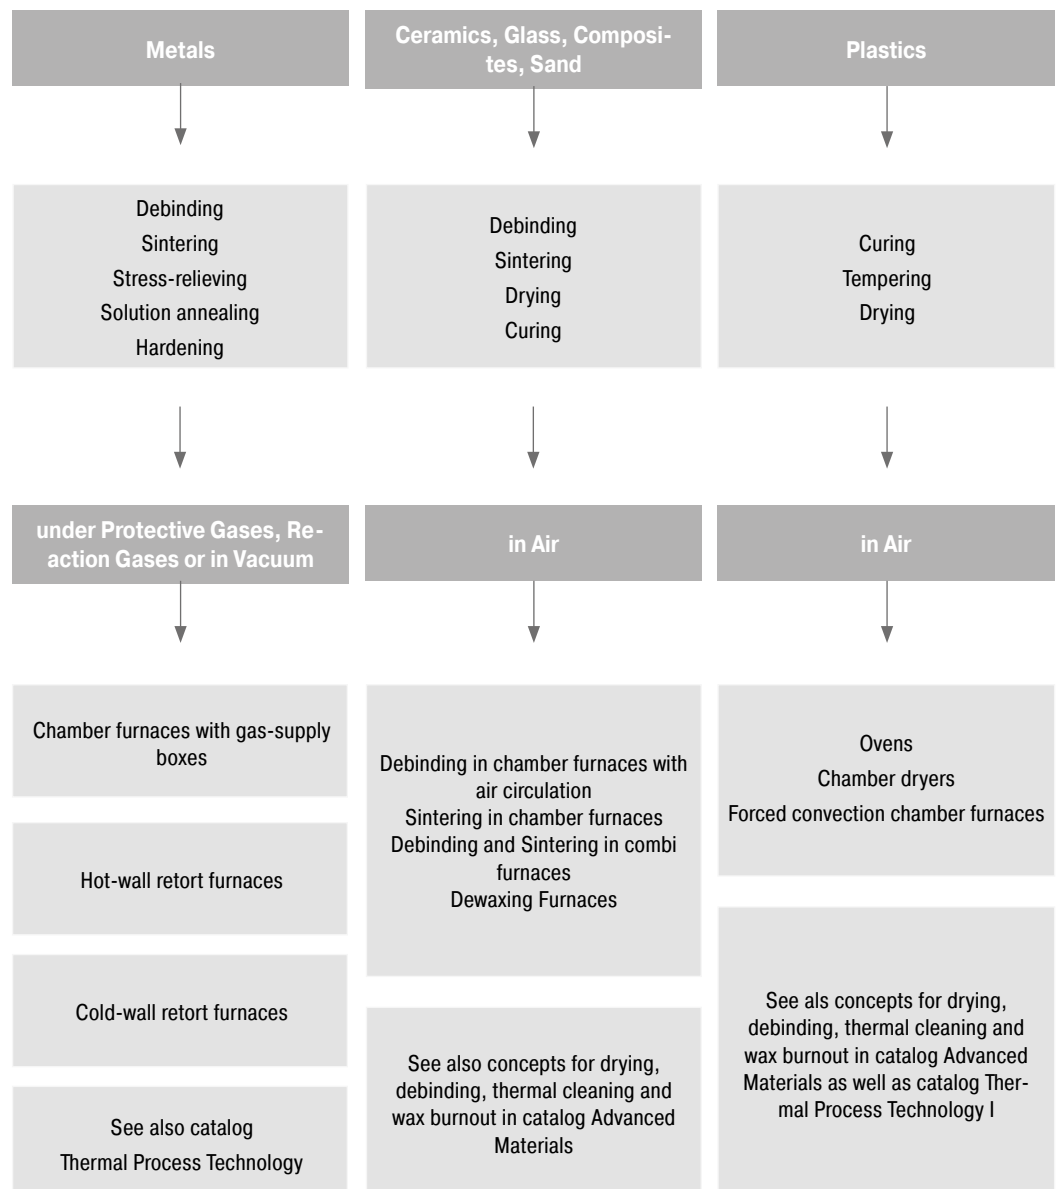 Metals
Ceramics, Glass, Composi-
tes, Sand
Plastics
Debinding
Sintering
Stress-relieving
Solution annealing
Hardening
Debinding
Sintering
Drying
Curing
Curing
Tempering
Drying
under Protective Gases, Re-
action Gases or in Vacuum
in Air
in Air
Chamber furnaces with gas-supply
boxes
Hot-wall retort furnaces
Cold-wall retort furnaces
See also catalog
Thermal Process Technology
Debinding in chamber furnaces with
air circulation
Sintering in chamber furnaces
Debinding and Sintering in combi
furnaces
Dewaxing Furnaces
See also concepts for drying,
debinding, thermal cleaning and
wax burnout in catalog Advanced
Materials
Ovens
Chamber dryers
Forced convection chamber furnaces
See als concepts for drying,
debinding, thermal cleaning and
wax burnout in catalog Advanced
Materials as well as catalog Ther-
mal Process Technology I